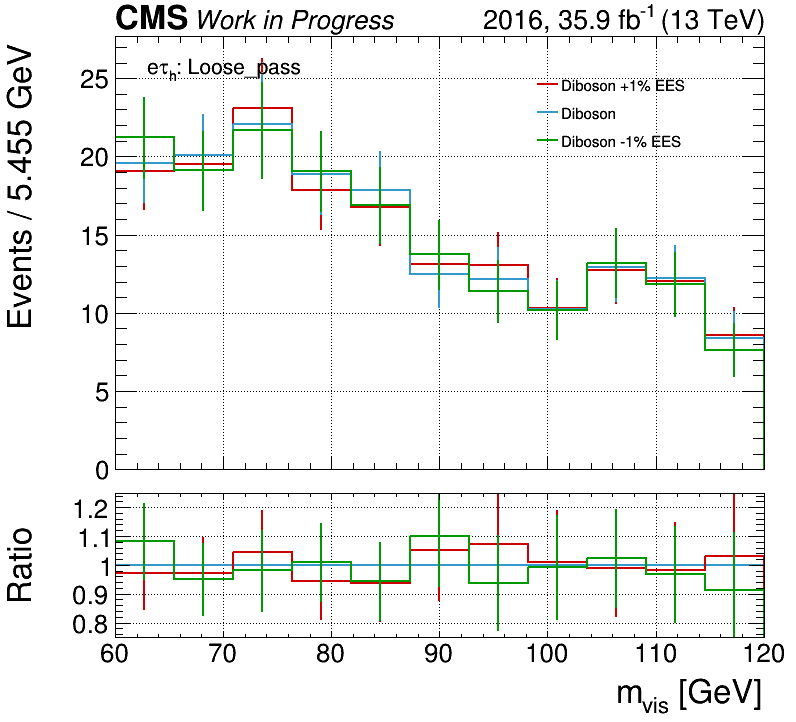 CMS Work in Progress 2016, 35.9 fb⁻¹ (13 TeV)
eτₕ: Loose_pass
Diboson +1% EES
Diboson
Diboson -1% EES
Events / 5.455 GeV
25
20
15
10
5
0
Ratio
1.2
1.1
1
0.9
0.8
60 70 80 90 100 110 120
m_vis [GeV]